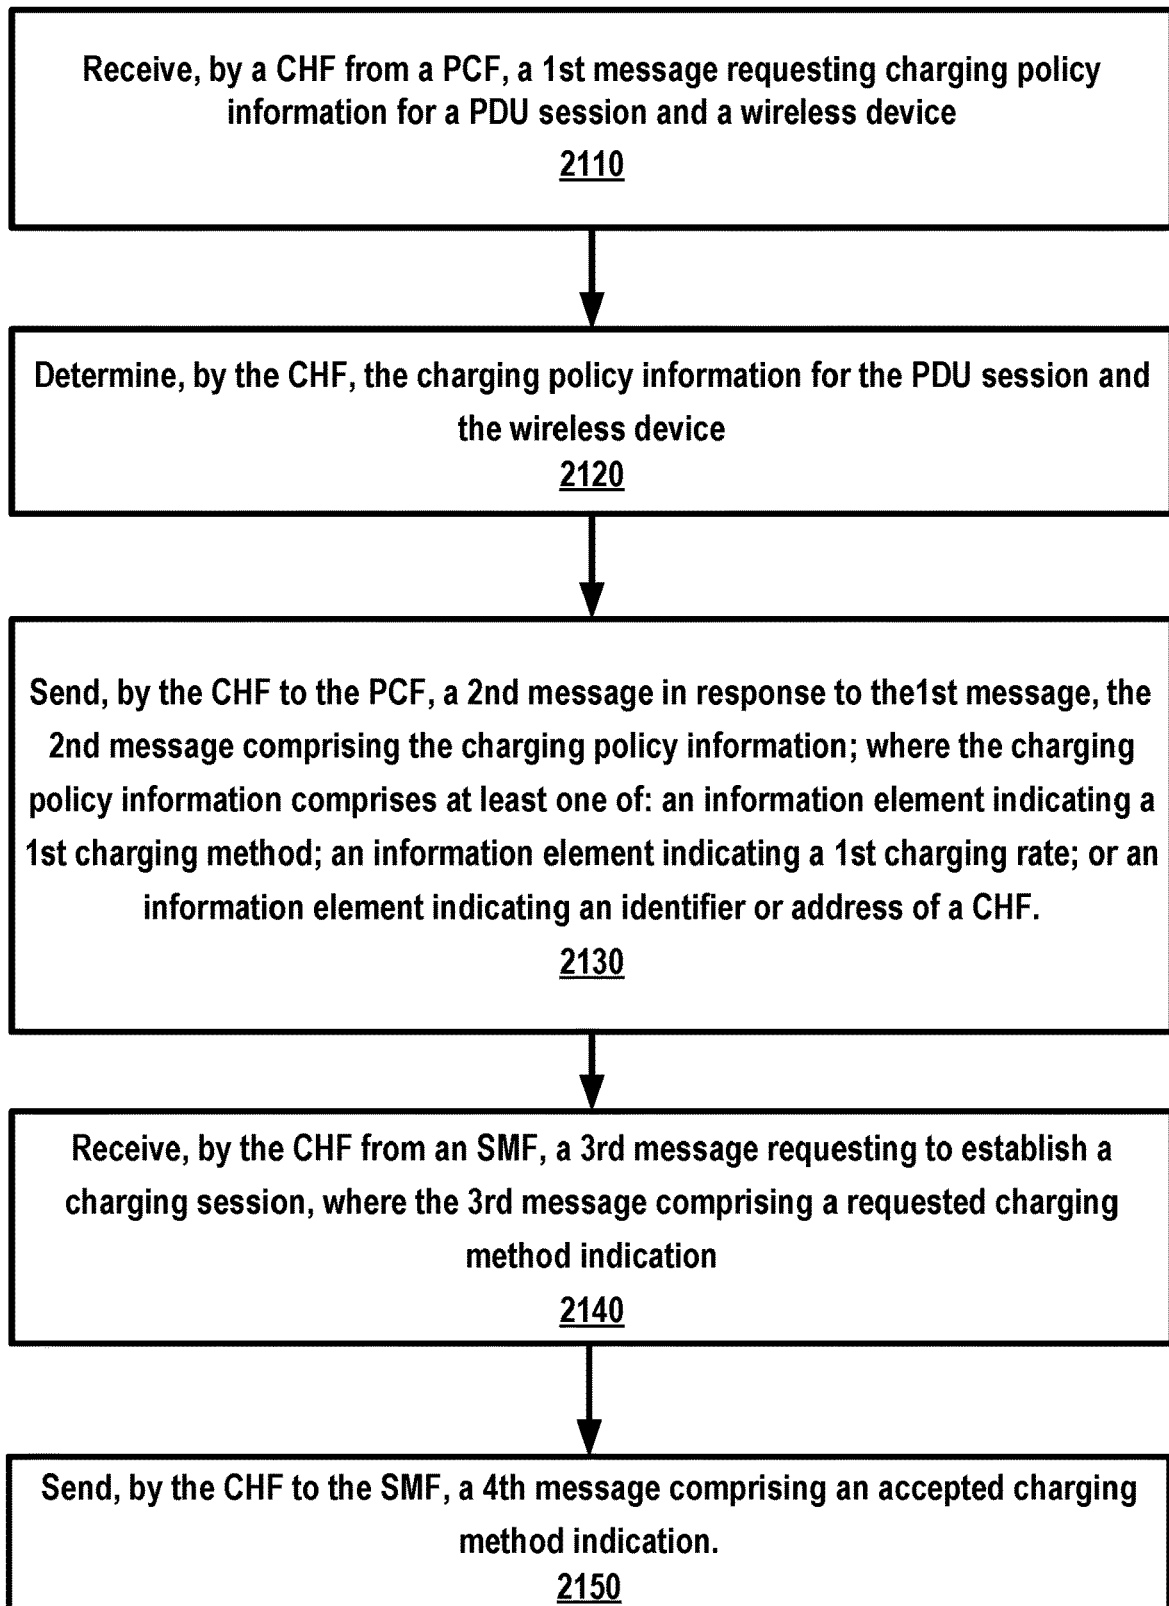 Receive, by a CHF from a PCF, a 1st message requesting charging policy
information for a PDU session and a wireless device
2110
Determine, by the CHF, the charging policy information for the PDU session and
the wireless device
2120
Send, by the CHF to the PCF, a 2nd message in response to the1st message, the
2nd message comprising the charging policy information; where the charging
policy information comprises at least one of: an information element indicating a
1st charging method; an information element indicating a 1st charging rate; or an
information element indicating an identifier or address of a CHF.
2130
Receive, by the CHF from an SMF, a 3rd message requesting to establish a
charging session, where the 3rd message comprising a requested charging
method indication
2140
Send, by the CHF to the SMF, a 4th message comprising an accepted charging
method indication.
2150